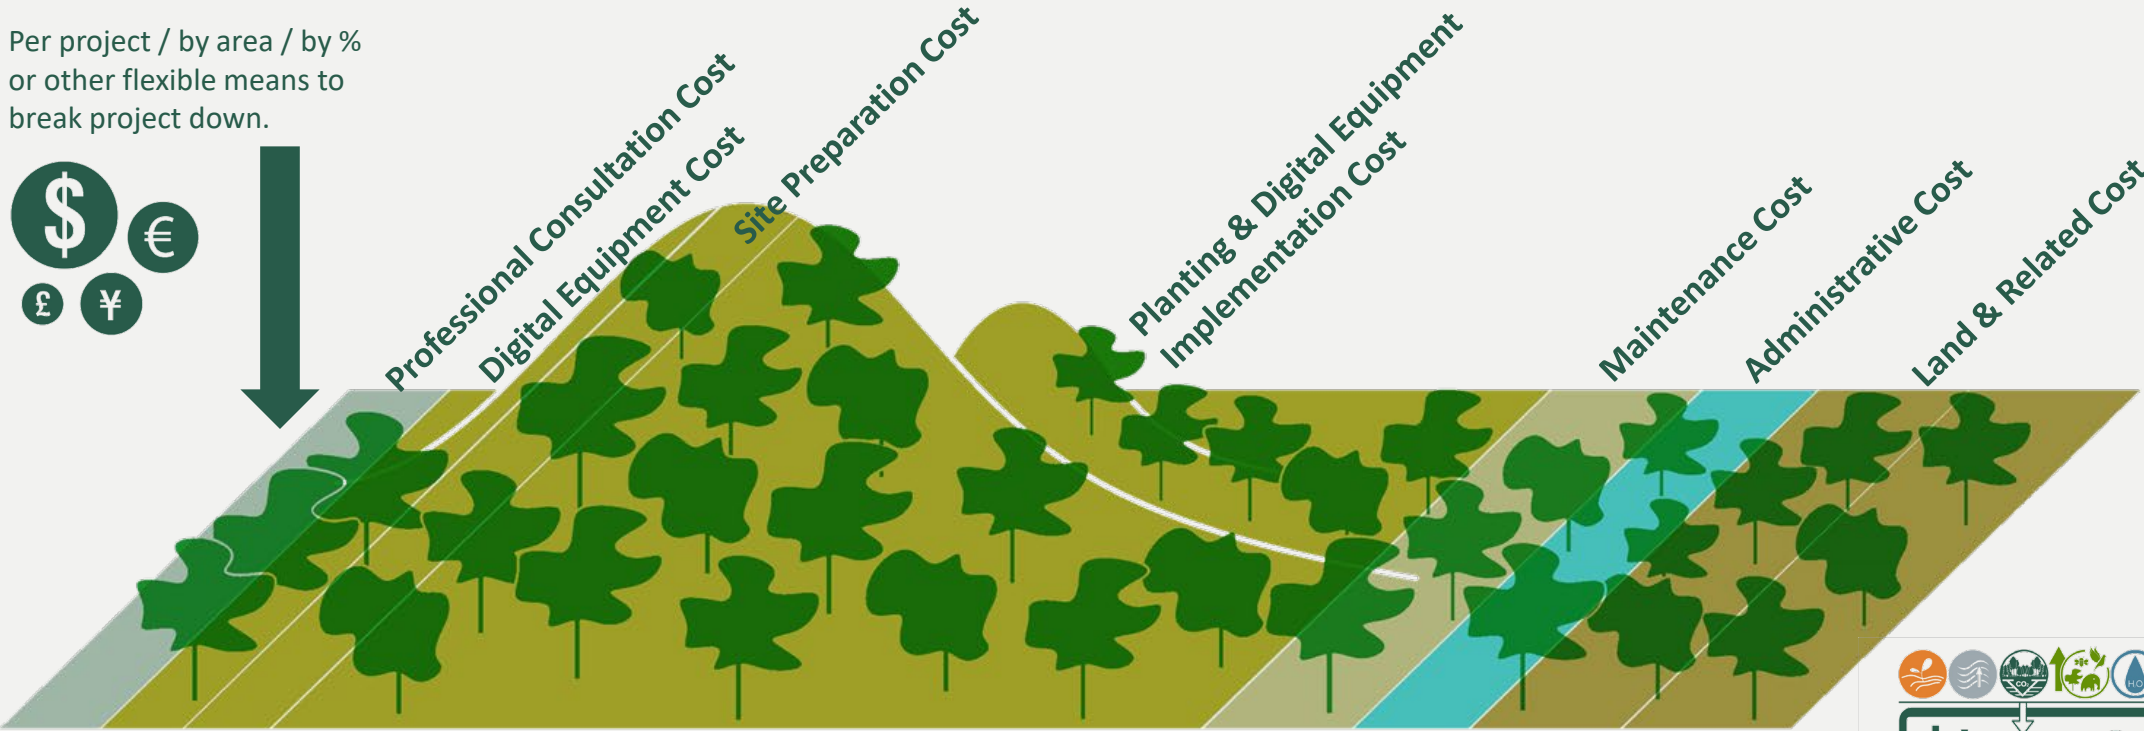 Per project / by area / by %
or other flexible means to
break project down.
$
€
£
¥
Professional Consultation Cost
Digital Equipment Cost
Site Preparation Cost
Planting & Digital Equipment
Implementation Cost
Maintenance Cost
Administrative Cost
Land & Related Cost
CO₂